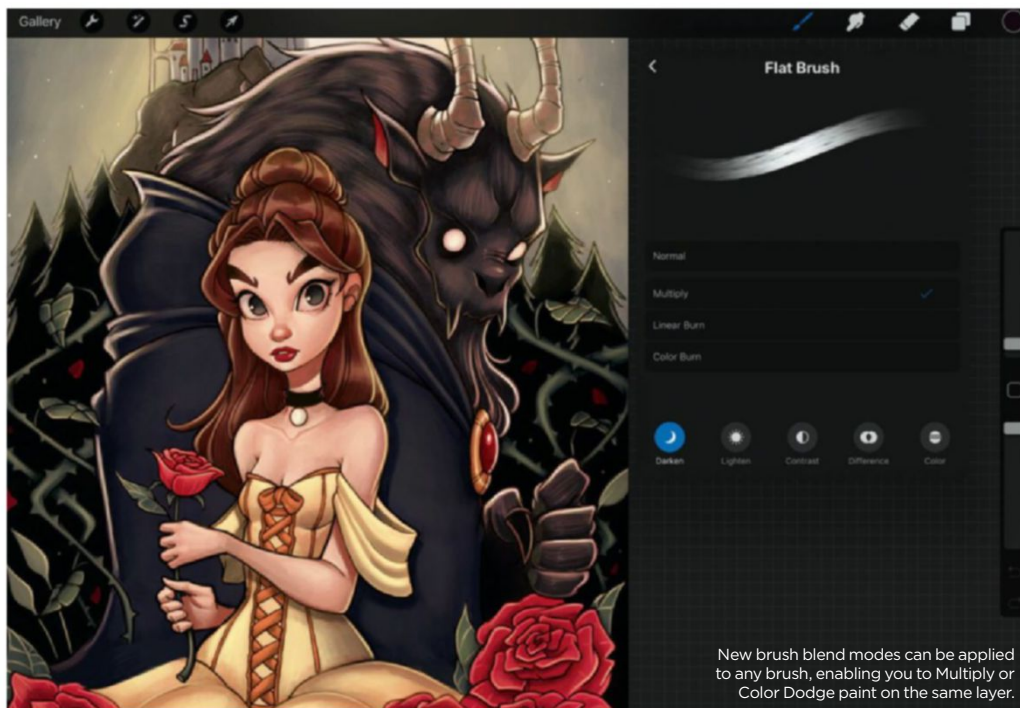 Gallery
Flat Brush
Normal
Multiply
Linear Burn
Color Burn
Darken Lighten Contrast Difference Color
New brush blend modes can be applied
to any brush, enabling you to Multiply or
Color Dodge paint on the same layer.